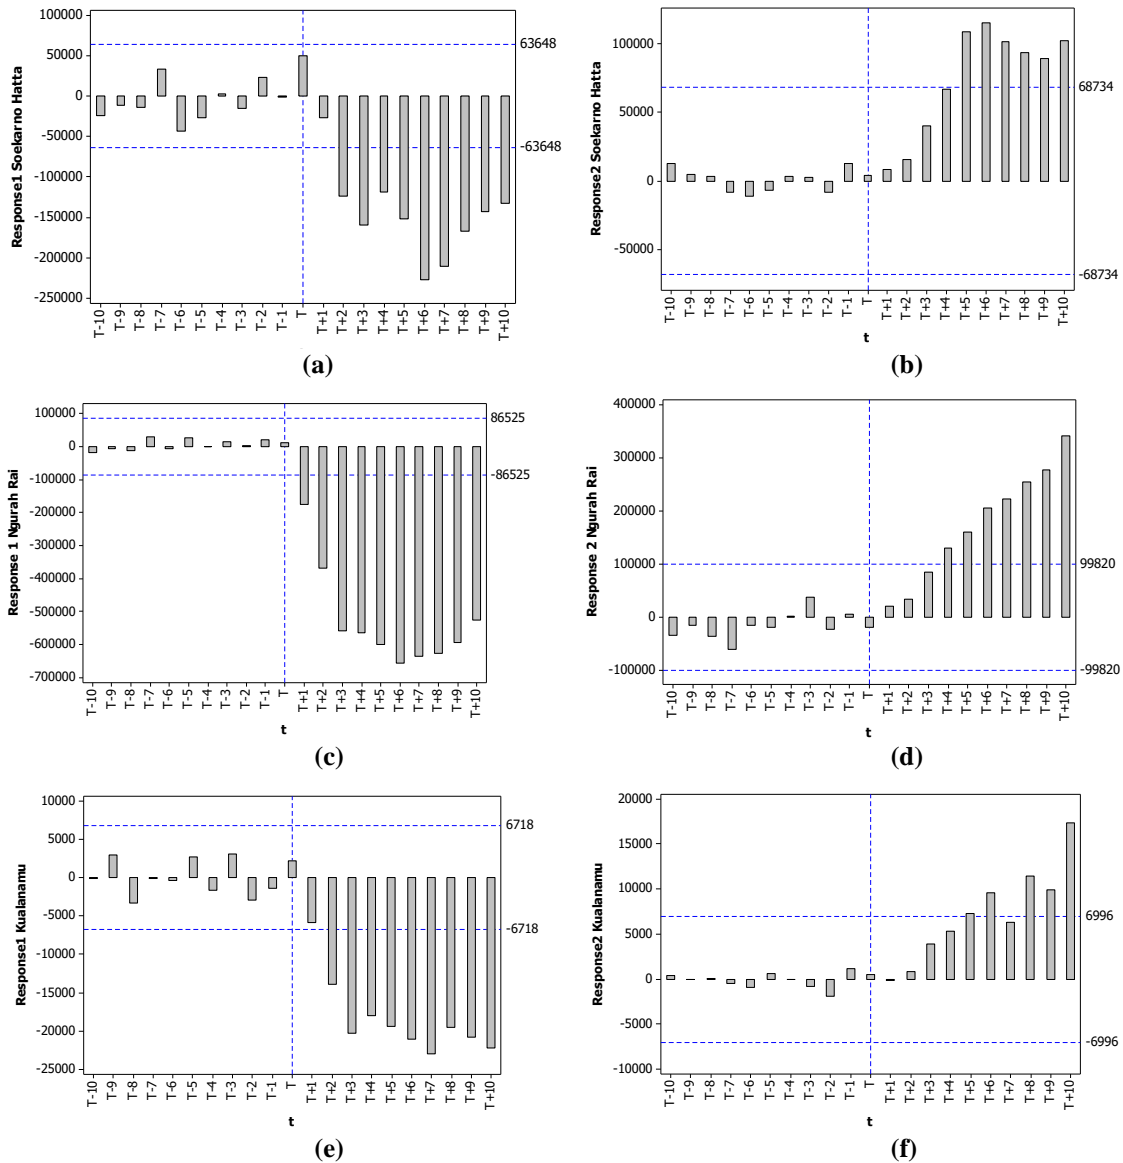 100000
50000
0
-50000
-100000
-150000
-200000
-250000
Response1 Soekarno Hatta
63648
-63648
T-10 T-9 T-8 T-7 T-6 T-5 T-4 T-3 T-2 T-1 T T+1 T+2 T+3 T+4 T+5 T+6 T+7 T+8 T+9 T+10
(a)
100000
50000
0
-50000
Response2 Soekarno Hatta
68734
-68734
T-10 T-9 T-8 T-7 T-6 T-5 T-4 T-3 T-2 T-1 T T+1 T+2 T+3 T+4 T+5 T+6 T+7 T+8 T+9 T+10
t
(b)
100000
0
-100000
-200000
-300000
-400000
-500000
-600000
-700000
Response 1 Ngurah Rai
86525
-86525
T-10 T-9 T-8 T-7 T-6 T-5 T-4 T-3 T-2 T-1 T T+1 T+2 T+3 T+4 T+5 T+6 T+7 T+8 T+9 T+10
t
(c)
400000
300000
200000
100000
0
-100000
Response 2 Ngurah Rai
99820
-99820
T-10 T-9 T-8 T-7 T-6 T-5 T-4 T-3 T-2 T-1 T T+1 T+2 T+3 T+4 T+5 T+6 T+7 T+8 T+9 T+10
t
(d)
10000
5000
0
-5000
-10000
-15000
-20000
-25000
Response1 Kualanamu
6718
-6718
T-10 T-9 T-8 T-7 T-6 T-5 T-4 T-3 T-2 T-1 T T+1 T+2 T+3 T+4 T+5 T+6 T+7 T+8 T+9 T+10
t
(e)
20000
15000
10000
5000
0
-5000
-10000
Response2 Kualanamu
6996
-6996
T-10 T-9 T-8 T-7 T-6 T-5 T-4 T-3 T-2 T-1 T T+1 T+2 T+3 T+4 T+5 T+6 T+7 T+8 T+9 T+10
t
(f)